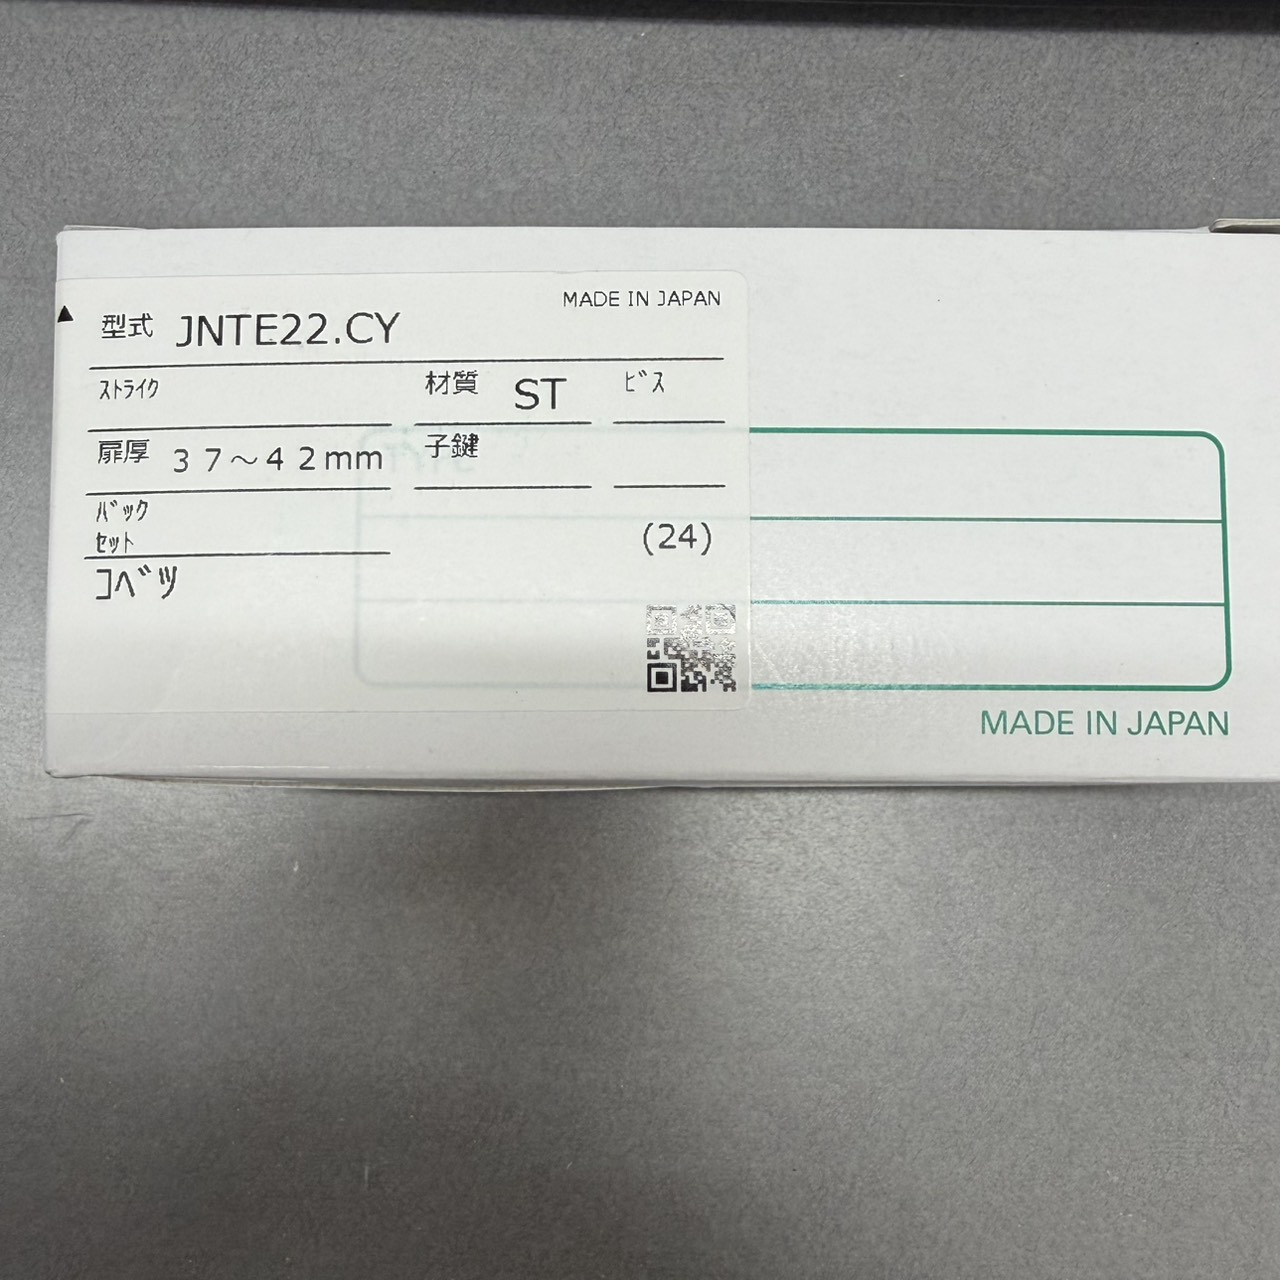 MADE IN JAPAN
型式 JNTE22.CY
ストライク 材質 ST ビス
扉厚 37～42mm 子鍵
バック
セット
(24)
コベツ
MADE IN JAPAN